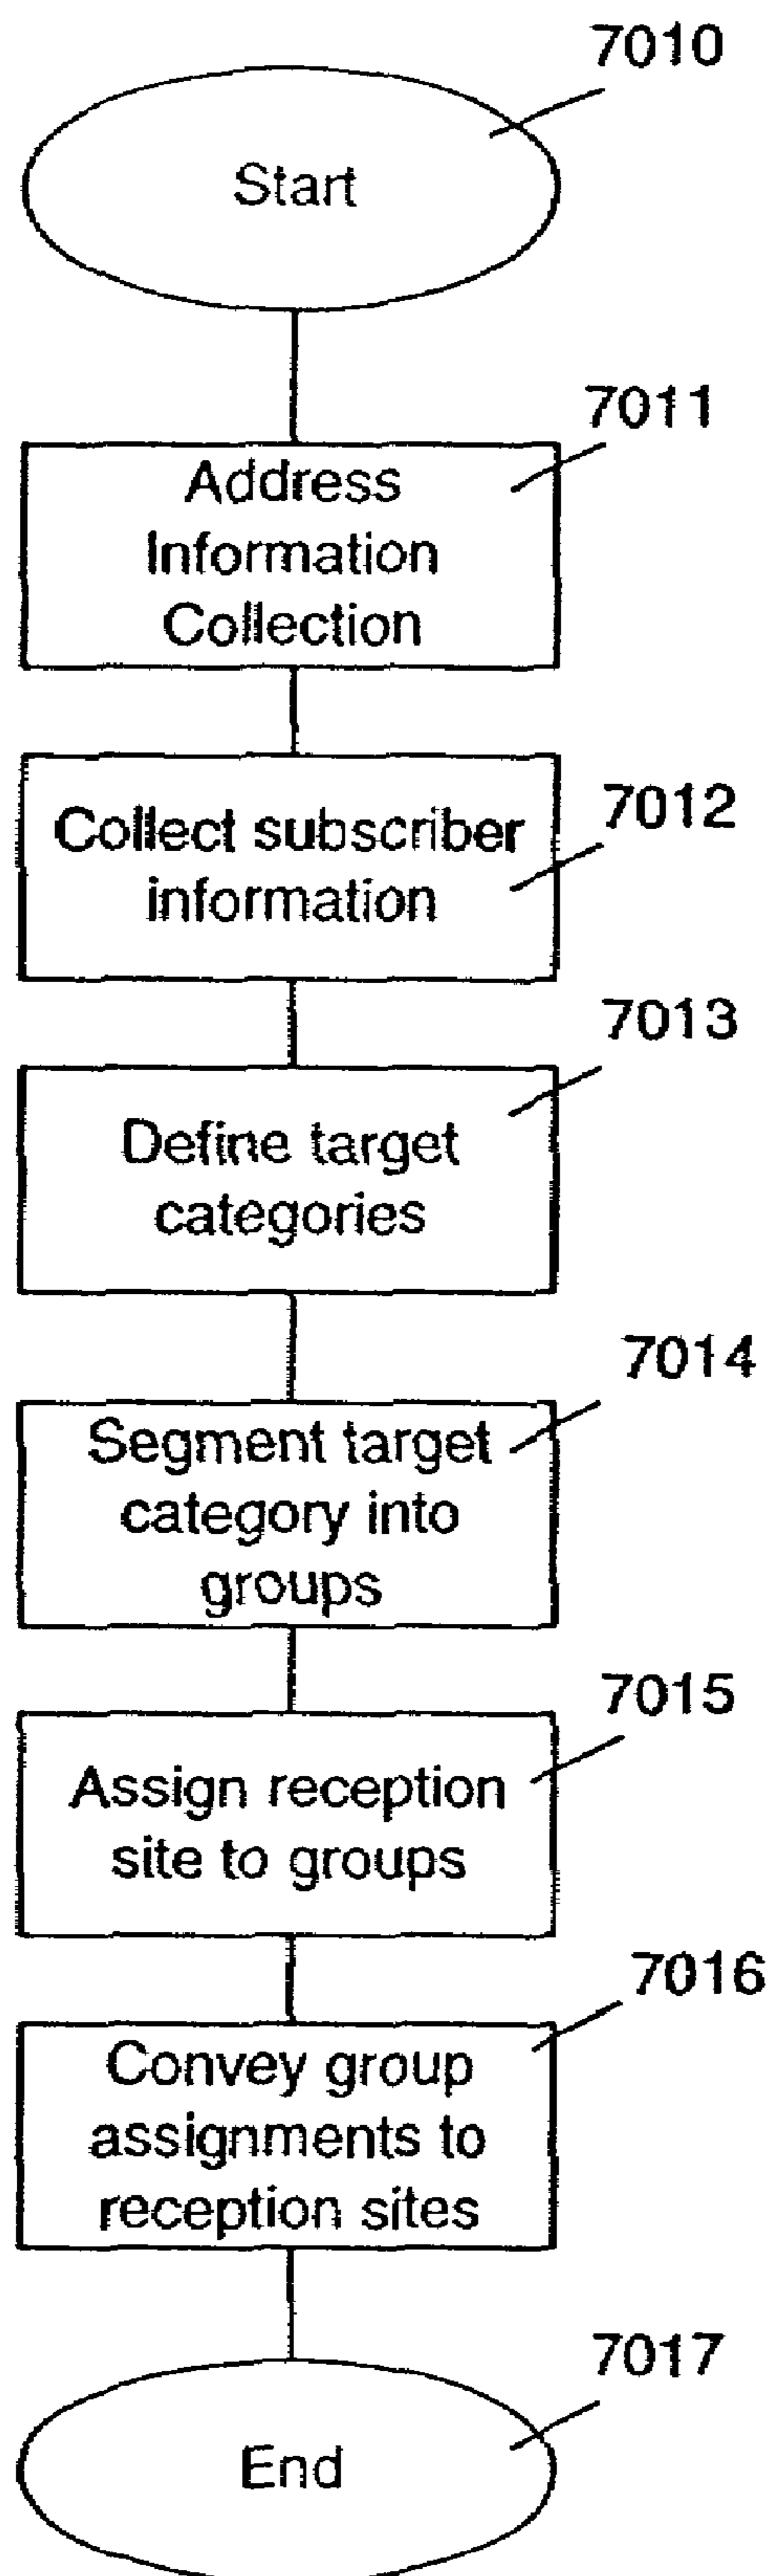 7010
Start
7011
Address
Information
Collection
7012
Collect subscriber
information
7013
Define target
categories
7014
Segment target
category into
groups
7015
Assign reception
site to groups
7016
Convey group
assignments to
reception sites
7017
End